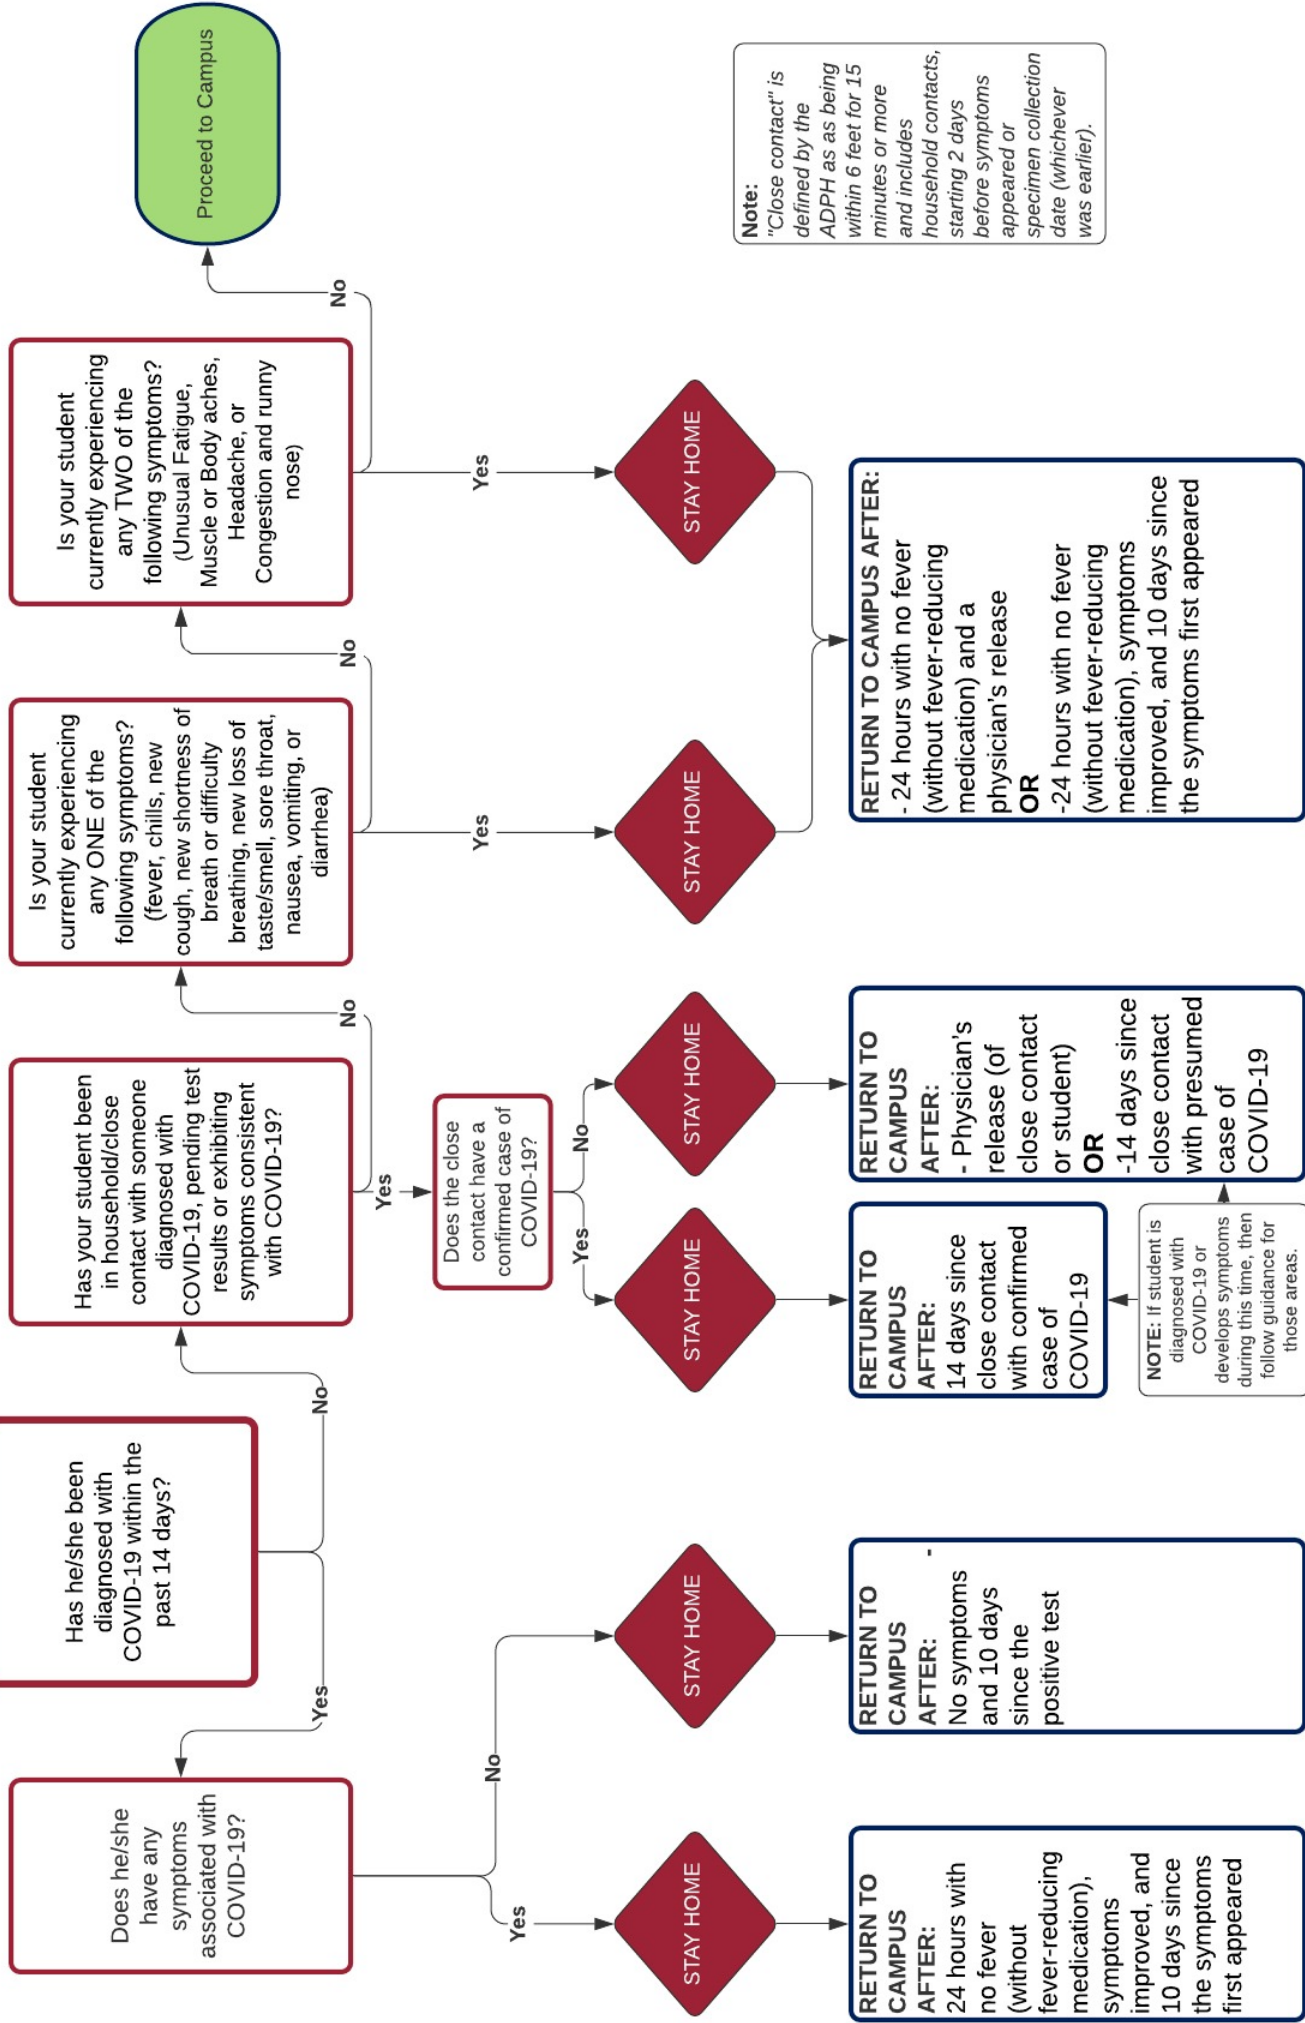 Has he/she been
diagnosed with
COVID-19 within the
past 14 days?
Yes
No
Does he/she
have any
symptoms
associated with
COVID-19?
Yes
No
STAY HOME
RETURN TO
CAMPUS
AFTER:
24 hours with
no fever
(without
fever-reducing
medication),
symptoms
improved, and
10 days since
the symptoms
first appeared
STAY HOME
RETURN TO
CAMPUS
AFTER: -
No symptoms
and 10 days
since the
positive test
Has your student been
in household/close
contact with someone
diagnosed with
COVID-19, pending test
results or exhibiting
symptoms consistent
with COVID-19?
Yes
No
Does the close
contact have a
confirmed case of
COVID-19?
Yes
No
STAY HOME
RETURN TO
CAMPUS
AFTER:
14 days since
close contact
with confirmed
case of
COVID-19
STAY HOME
RETURN TO
CAMPUS
AFTER:
- Physician's
release (of
close contact
or student)
OR
-14 days since
close contact
with presumed
case of
COVID-19
NOTE: If student is
diagnosed with
COVID-19 or
develops symptoms
during this time, then
follow guidance for
those areas.
Is your student
currently experiencing
any ONE of the
following symptoms?
(fever, chills, new
cough, new shortness of
breath or difficulty
breathing, new loss of
taste/smell, sore throat,
nausea, vomiting, or
diarrhea)
Yes
No
STAY HOME
Is your student
currently experiencing
any TWO of the
following symptoms?
(Unusual Fatigue,
Muscle or Body aches,
Headache, or
Congestion and runny
nose)
Yes
No
STAY HOME
RETURN TO CAMPUS AFTER:
- 24 hours with no fever
(without fever-reducing
medication) and a
physician's release
OR
-24 hours with no fever
(without fever-reducing
medication), symptoms
improved, and 10 days since
the symptoms first appeared
Proceed to Campus
Note:
"Close contact" is
defined by the
ADPH as as being
within 6 feet for 15
minutes or more
and includes
household contacts,
starting 2 days
before symptoms
appeared or
specimen collection
date (whichever
was earlier).